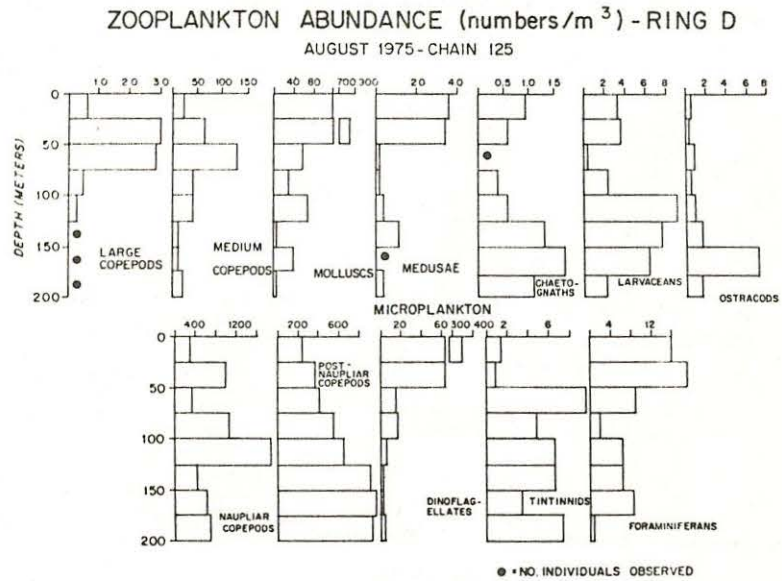 ZOOPLANKTON ABUNDANCE (numbers/m³) - RING D
AUGUST 1975 - CHAIN 125
10 20 30
50 100 150
40 60 700 300
20 40
0.5 1.0 1.5
2 4 6 8
2 4 6 8
DEPTH (METERS)
0
50
100
150
200
LARGE COPEPODS
MEDIUM COPEPODS
MOLLUSCS
MEDUSAE
CHAETO-GNATHS
LARVACEANS
OSTRACODS
MICROPLANKTON
400 800 1200
200 600
20 60 300 400
2 6
4 8 12
0
50
100
150
200
POST-NAUPLIAR COPEPODS
NAUPLIAR COPEPODS
DINOFLAG-ELLATES
TINTINNIDS
FORAMINIFERANS
● = NO. INDIVIDUALS OBSERVED